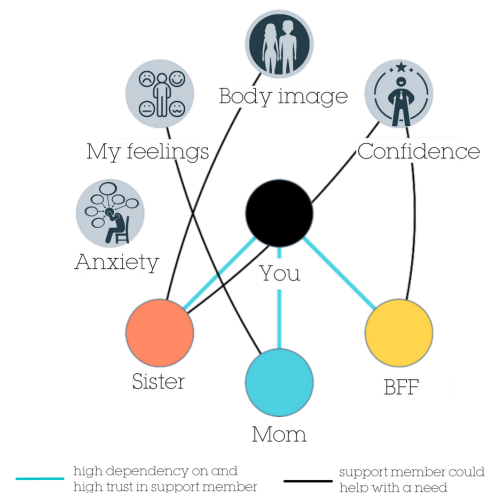 Body image
My feelings
Confidence
Anxiety
You
Sister
BFF
Mom
high dependency on and
high trust in support member
support member could
help with a need